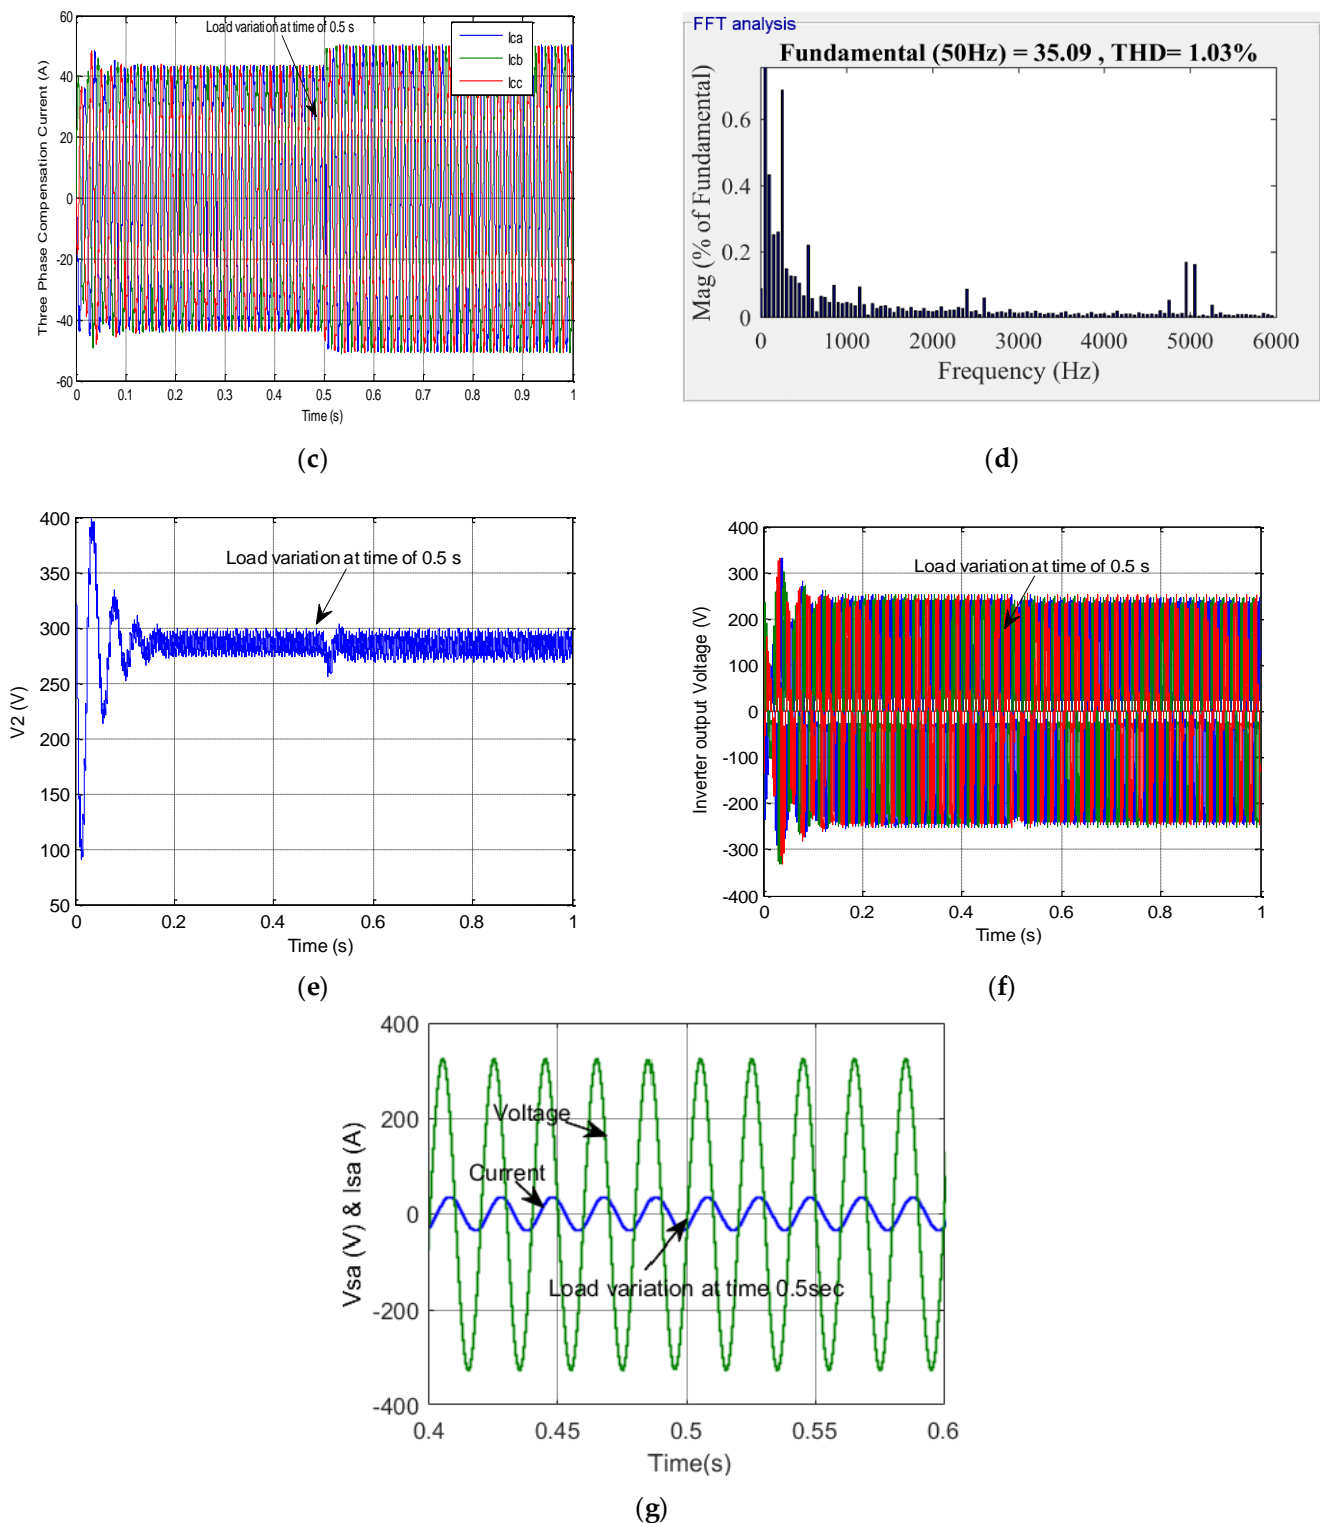 Three Phase Compensation Current (A)
60
40
20
0
-20
-40
-60
Load variation at time of 0.5 s
Ica
Icb
Icc
0 0.1 0.2 0.3 0.4 0.5 0.6 0.7 0.8 0.9 1
Time (s)
(c)
FFT analysis
Fundamental (50Hz) = 35.09 , THD= 1.03%
Mag (% of Fundamental)
0.6
0.4
0.2
0
0 1000 2000 3000 4000 5000 6000
Frequency (Hz)
(d)
V2 (V)
400
350
300
250
200
150
100
50
Load variation at time of 0.5 s
0 0.2 0.4 0.6 0.8 1
Time (s)
(e)
Inverter output Voltage (V)
400
300
200
100
0
-100
-200
-300
-400
Load variation at time of 0.5 s
0 0.2 0.4 0.6 0.8 1
Time (s)
(f)
Vsa (V) & Isa (A)
400
200
0
-200
-400
Voltage
Current
Load variation at time 0.5sec
0.4 0.45 0.5 0.55 0.6
Time(s)
(g)